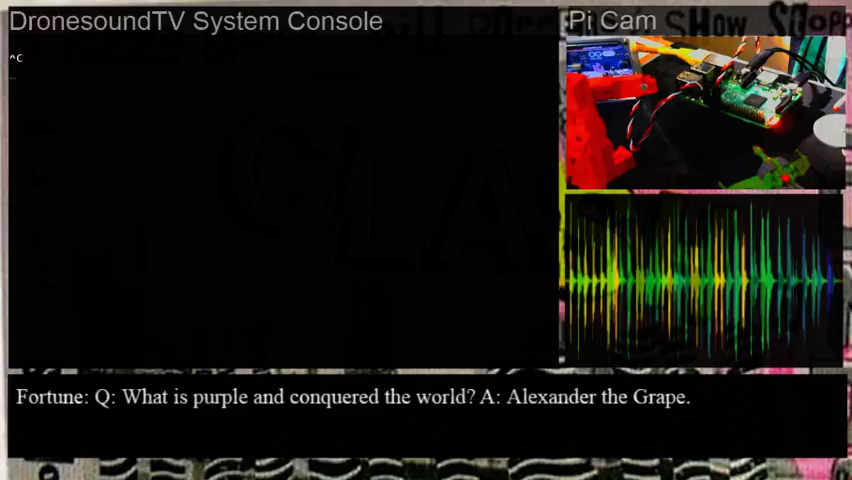 DronesoundTV System Console
Pi Cam
^C
Fortune: Q: What is purple and conquered the world? A: Alexander the Grape.